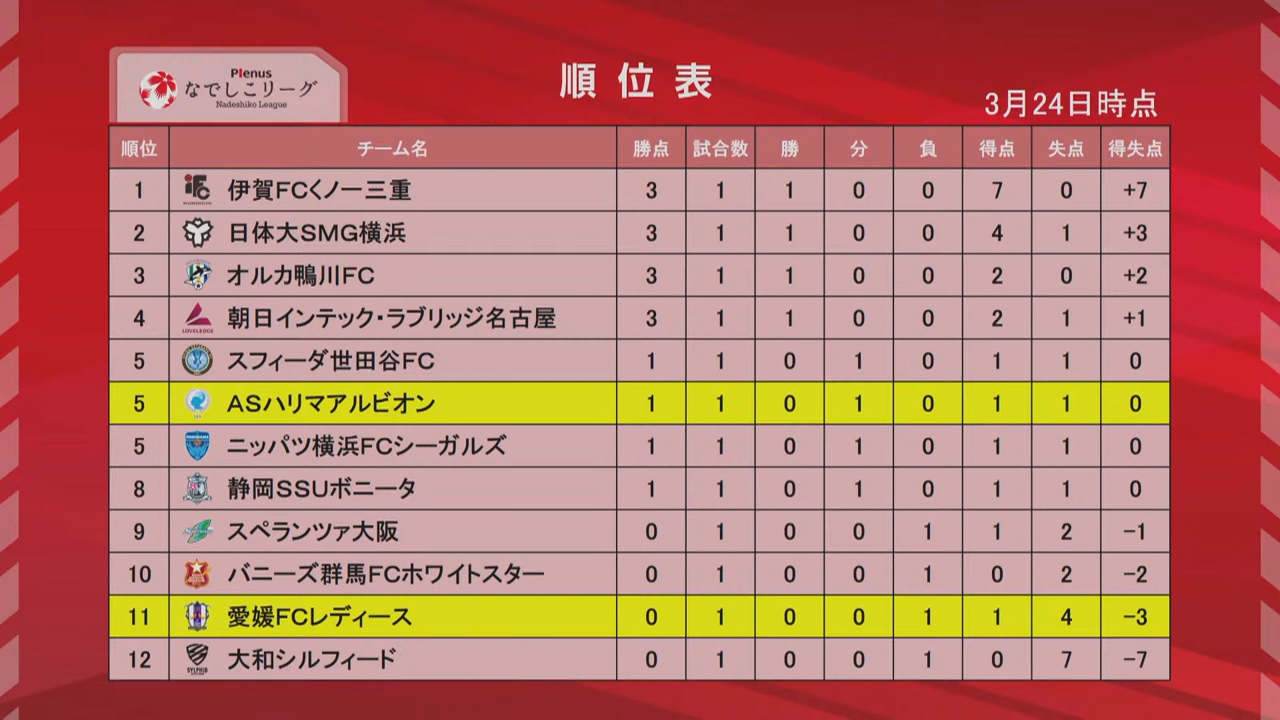 Plenus
なでしこリーグ
Nadeshiko League
順位表
3月24日時点
順位 チーム名 勝点 試合数 勝 分 負 得点 失点 得失点
1 伊賀FCくノ一三重 3 1 1 0 0 7 0 +7
2 日体大SMG横浜 3 1 1 0 0 4 1 +3
3 オルカ鴨川FC 3 1 1 0 0 2 0 +2
4 朝日インテック・ラブリッジ名古屋 3 1 1 0 0 2 1 +1
5 スフィーダ世田谷FC 1 1 0 1 0 1 1 0
5 ASハリマアルビオン 1 1 0 1 0 1 1 0
5 ニッパツ横浜FCシーガルズ 1 1 0 1 0 1 1 0
8 静岡SSUボニータ 1 1 0 1 0 1 1 0
9 スペランツァ大阪 0 1 0 0 1 1 2 −1
10 バニーズ群馬FCホワイトスター 0 1 0 0 1 0 2 −2
11 愛媛FCレディース 0 1 0 0 1 1 4 −3
12 大和シルフィード 0 1 0 0 1 0 7 −7